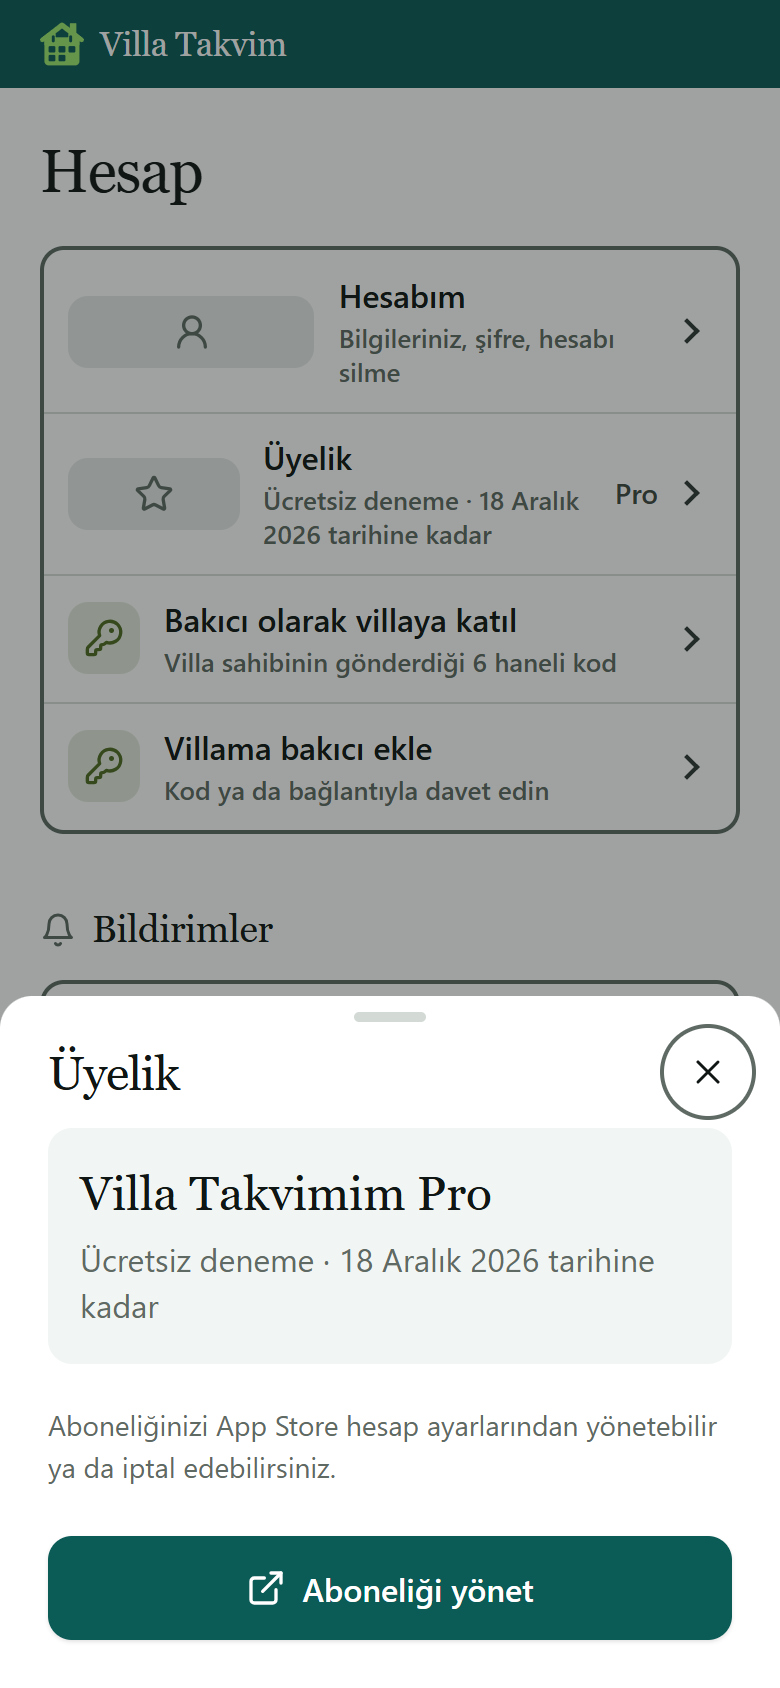 Villa Takvim
Hesap
Hesabım
Bilgileriniz, şifre, hesabı
silme
Üyelik
Ücretsiz deneme · 18 Aralık
2026 tarihine kadar
Pro
Bakıcı olarak villaya katıl
Villa sahibinin gönderdiği 6 haneli kod
Villama bakıcı ekle
Kod ya da bağlantıyla davet edin
Bildirimler
Üyelik
Villa Takvimim Pro
Ücretsiz deneme · 18 Aralık 2026 tarihine
kadar
Aboneliğinizi App Store hesap ayarlarından yönetebilir
ya da iptal edebilirsiniz.
Aboneliği yönet